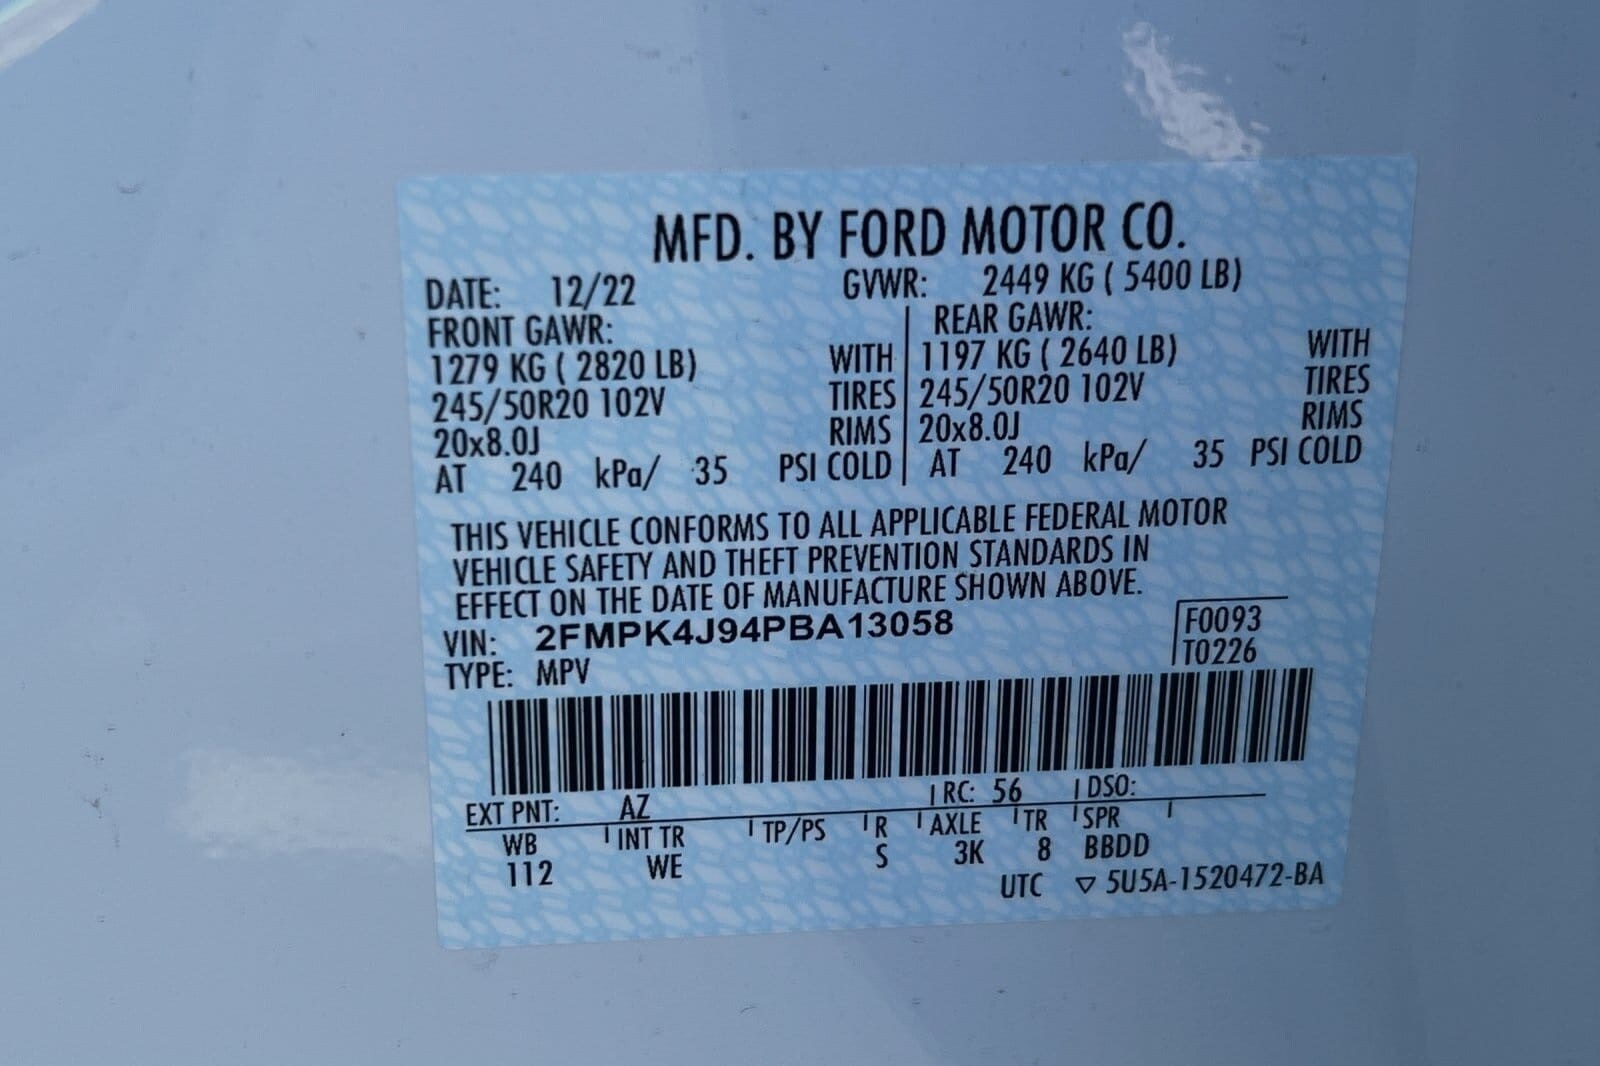 MFD. BY FORD MOTOR CO.
DATE: 12/22 GVWR: 2449 KG ( 5400 LB)
FRONT GAWR: REAR GAWR:
1279 KG ( 2820 LB) WITH 1197 KG ( 2640 LB) WITH
245/50R20 102V TIRES 245/50R20 102V TIRES
20x8.0J RIMS 20x8.0J RIMS
AT 240 kPa/ 35 PSI COLD AT 240 kPa/ 35 PSI COLD
THIS VEHICLE CONFORMS TO ALL APPLICABLE FEDERAL MOTOR
VEHICLE SAFETY AND THEFT PREVENTION STANDARDS IN
EFFECT ON THE DATE OF MANUFACTURE SHOWN ABOVE.
VIN: 2FMPK4J94PBA13058 F0093
TYPE: MPV T0226
EXT PNT: AZ RC: 56 DSO:
WB INT TR TP/PS R AXLE TR SPR
112 WE S 3K 8 BBDD
UTC ▽ 5U5A-1520472-BA